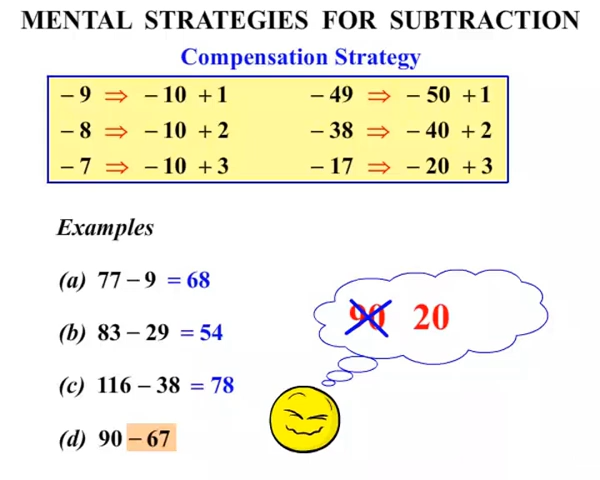 MENTAL STRATEGIES FOR SUBTRACTION
Compensation Strategy
– 9 ⇒ – 10 + 1 – 49 ⇒ – 50 + 1
– 8 ⇒ – 10 + 2 – 38 ⇒ – 40 + 2
– 7 ⇒ – 10 + 3 – 17 ⇒ – 20 + 3
Examples
(a) 77 – 9 = 68
(b) 83 – 29 = 54
(c) 116 – 38 = 78
(d) 90 – 67
90 20